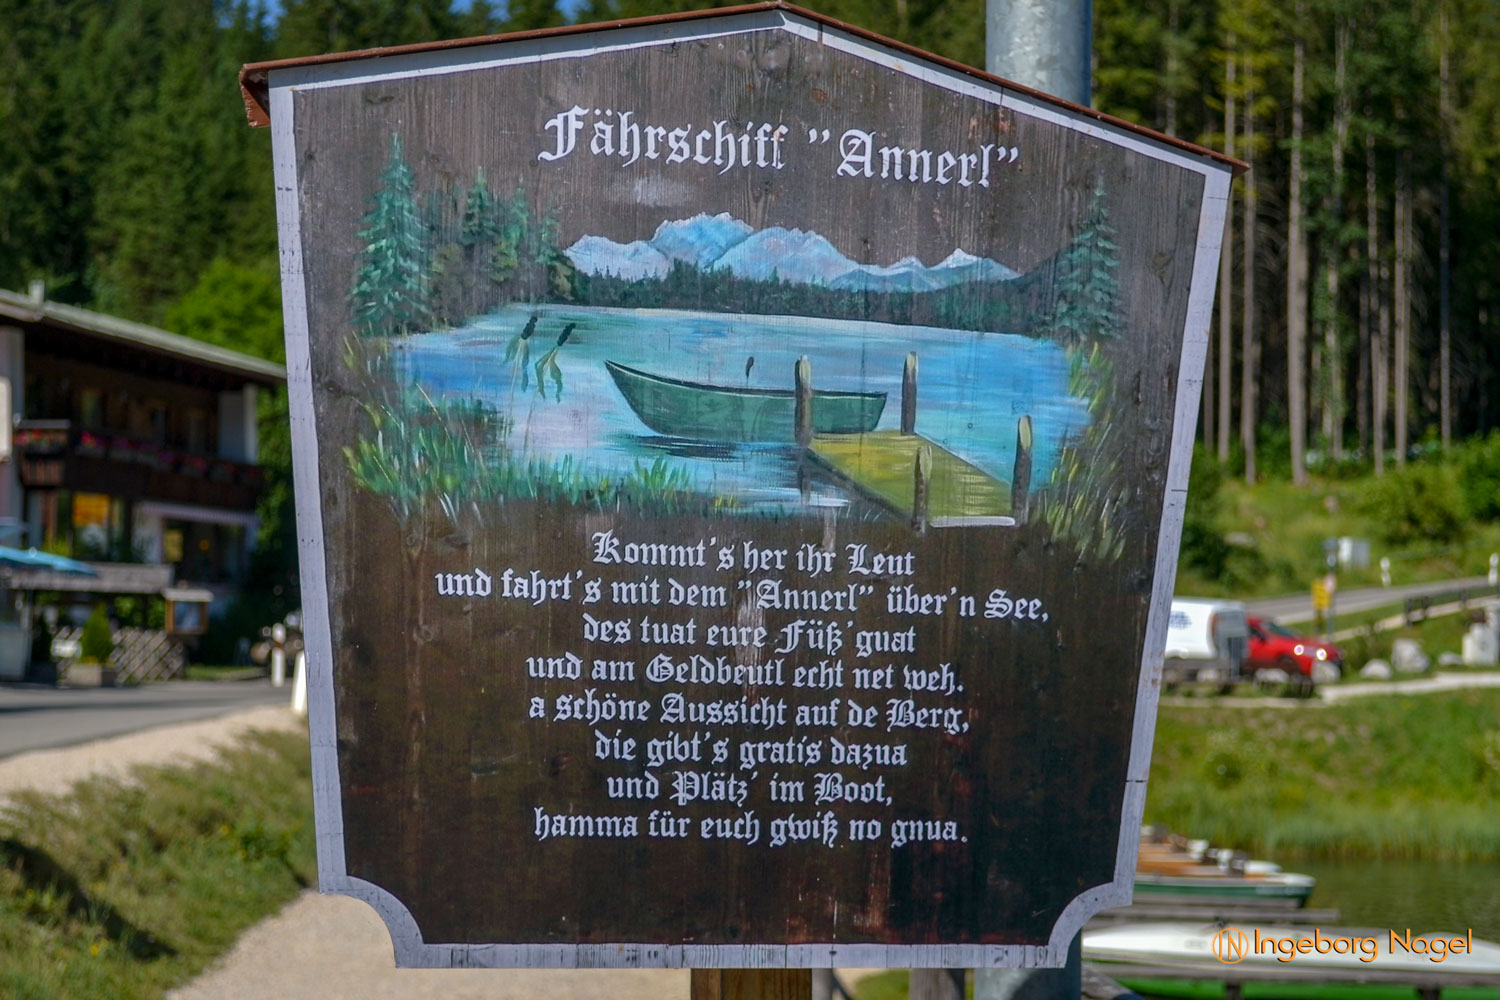 Fährschiff "Annerl"
Kommt's her ihr Leut
und fahrt's mit dem "Annerl" über'n See,
des tuat eure Füß 'guat
und am Geldbeutl echt net weh.
a schöne Aussicht auf de Berg,
die gibt's gratis dazua
und Plätz' im Boot,
hamma für euch gwiß no gnua.
IN Ingeborg Nagel